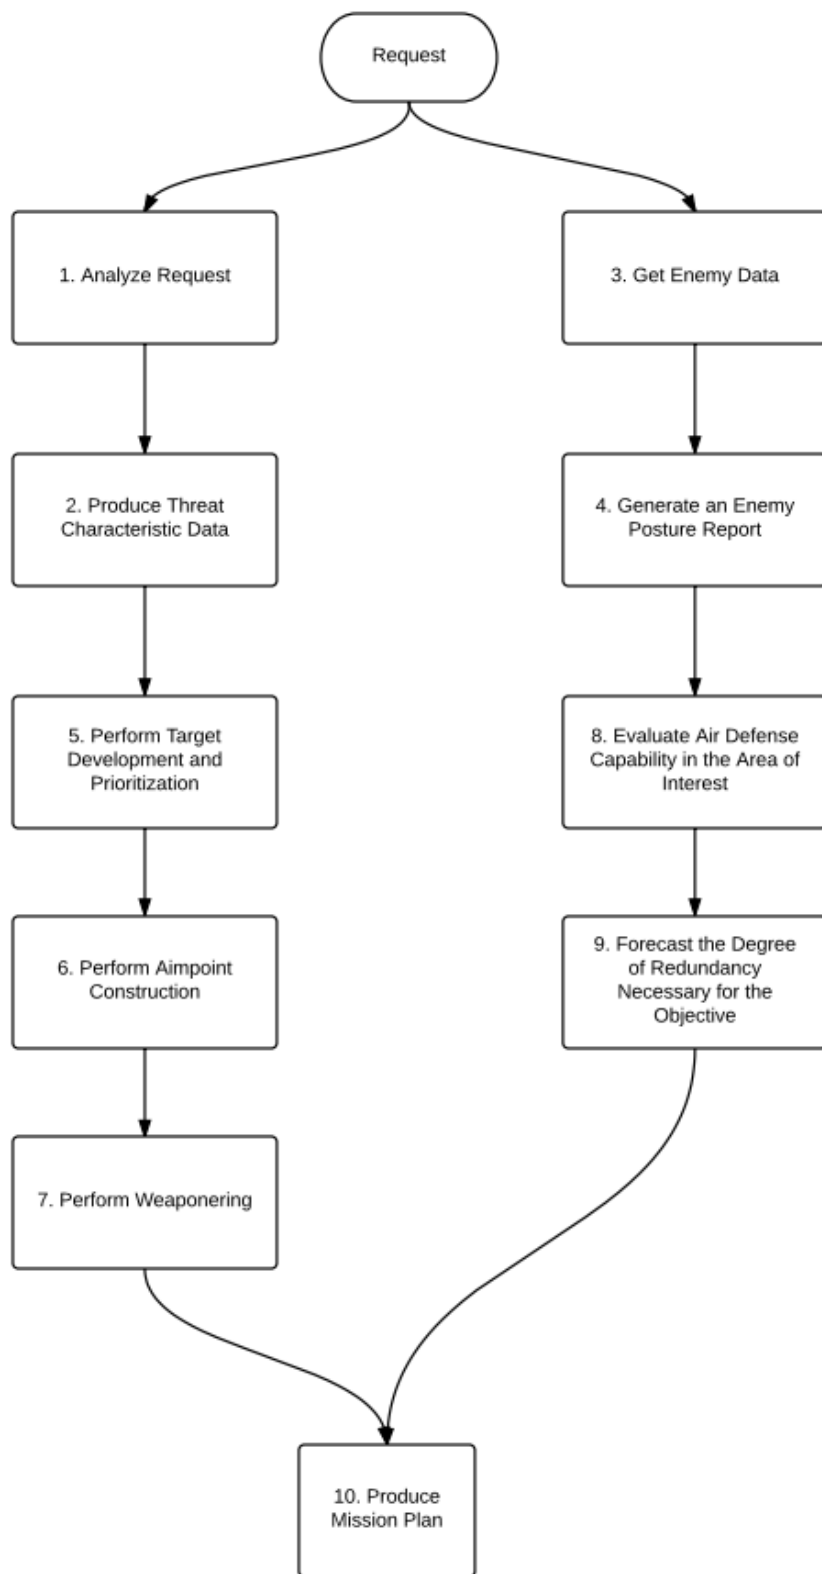 Request
1. Analyze Request
3. Get Enemy Data
2. Produce Threat
Characteristic Data
4. Generate an Enemy
Posture Report
5. Perform Target
Development and
Prioritization
8. Evaluate Air Defense
Capability in the Area of
Interest
6. Perform Aimpoint
Construction
9. Forecast the Degree
of Redundancy
Necessary for the
Objective
7. Perform Weaponering
10. Produce
Mission Plan